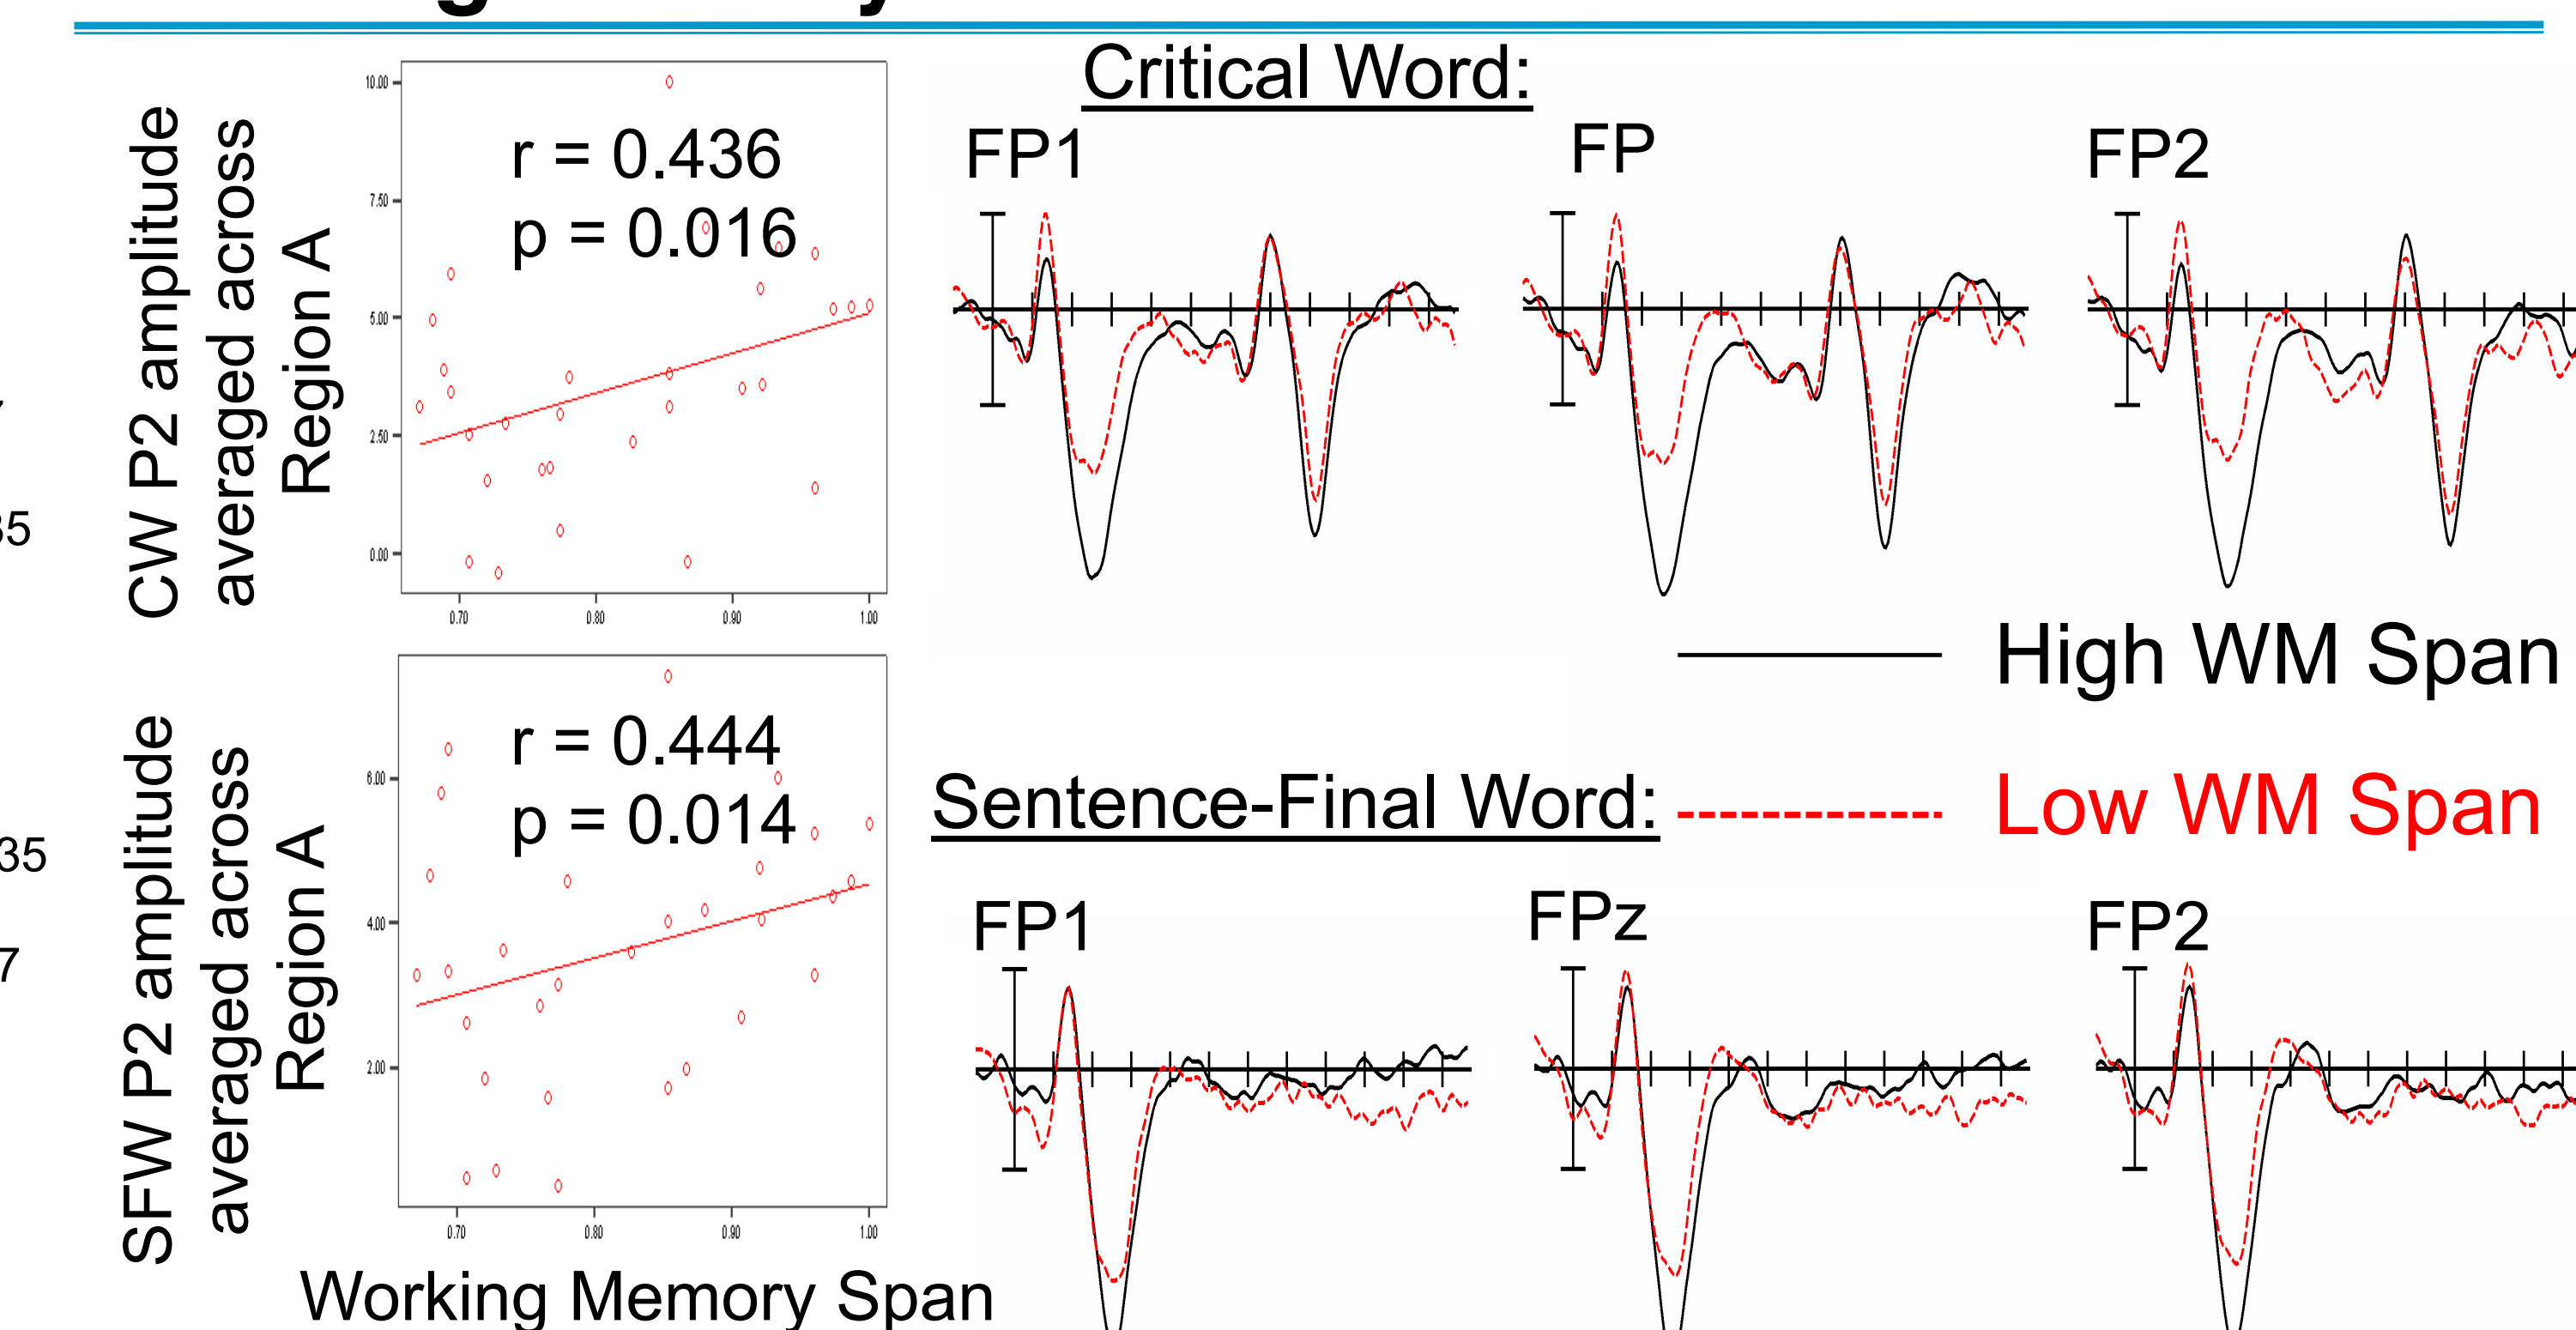 CW P2 amplitude
averaged across
Region A
10.00
7.50
5.00
2.50
0.00
r = 0.436
p = 0.016
0.70 0.80 0.90 1.00
Critical Word:
FP1 FP FP2
High WM Span
Low WM Span
35
35
7
SFW P2 amplitude
averaged across
Region A
6.00
4.00
2.00
r = 0.444
p = 0.014
0.70 0.80 0.90 1.00
Working Memory Span
Sentence-Final Word:
FP1 FPz FP2